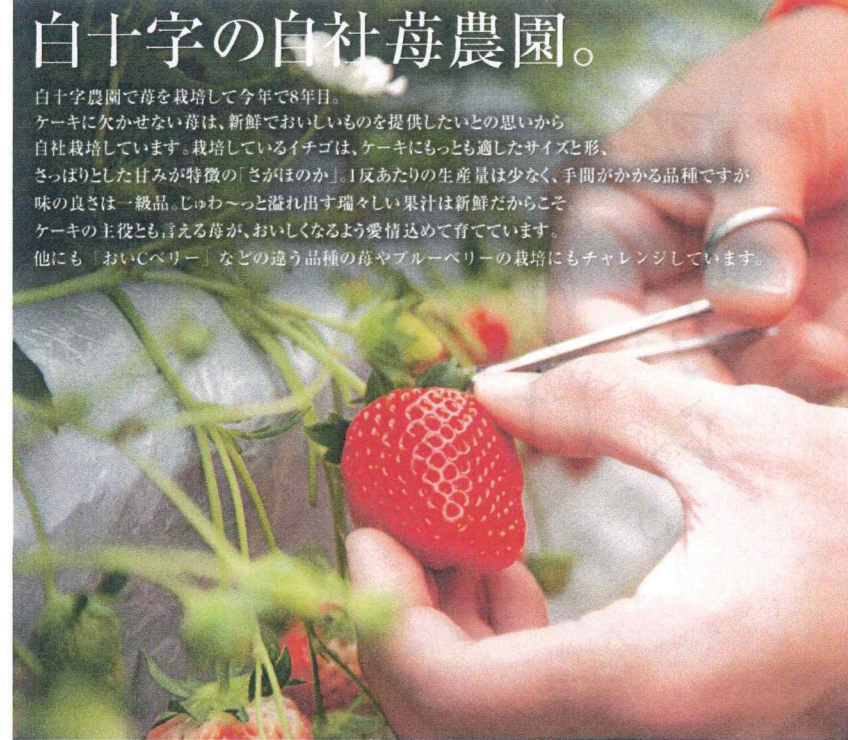 白十字の自社苺農園。
白十字農園で苺を栽培して今年で8年目。
ケーキに欠かせない苺は、新鮮でおいしいものを提供したいとの思いから
自社栽培しています。栽培しているイチゴは、ケーキにもっとも適したサイズと形、
さっぱりとした甘みが特徴の「さがほのか」。1反あたりの生産量は少なく、手間がかかる品種ですが
味の良さは一級品。じゅわ〜っと溢れ出す瑞々しい果汁は新鮮だからこそ。
ケーキの主役とも言える苺が、おいしくなるよう愛情込めて育てています。
他にも「おいCベリー」などの違う品種の苺やブルーベリーの栽培にもチャレンジしています。